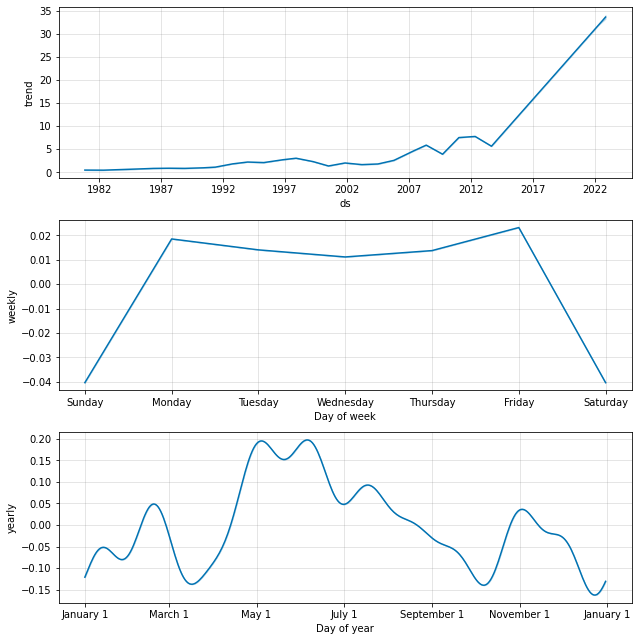 35
30
25
20
15
10
5
0
trend
1982 1987 1992 1997 2002 2007 2012 2017 2022
ds
0.02
0.01
0.00
−0.01
−0.02
−0.03
−0.04
weekly
Sunday Monday Tuesday Wednesday Thursday Friday Saturday
Day of week
0.20
0.15
0.10
0.05
0.00
−0.05
−0.10
−0.15
yearly
January 1 March 1 May 1 July 1 September 1 November 1 January 1
Day of year